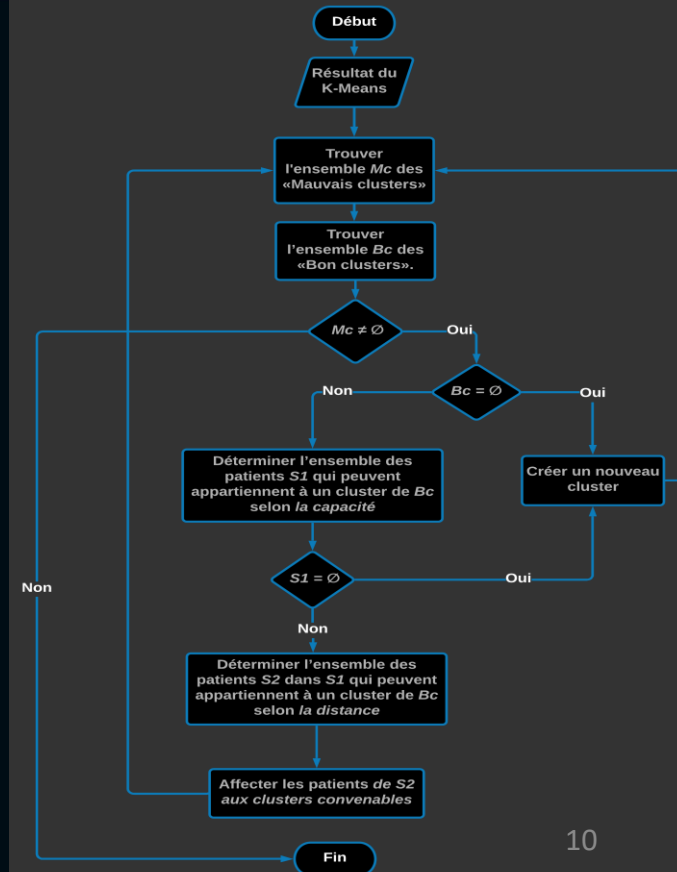 Début
Résultat du
K-Means
Trouver
l'ensemble Mc des
«Mauvais clusters»
Trouver
l'ensemble Bc des
«Bon clusters».
Mc ≠ ∅
Oui
Bc = ∅
Non
Oui
Déterminer l'ensemble des
patients S1 qui peuvent
appartiennent à un cluster de Bc
selon la capacité
Créer un nouveau
cluster
S1 = ∅
Oui
Non
Non
Déterminer l'ensemble des
patients S2 dans S1 qui peuvent
appartiennent à un cluster de Bc
selon la distance
Affecter les patients de S2
aux clusters convenables
10
Fin